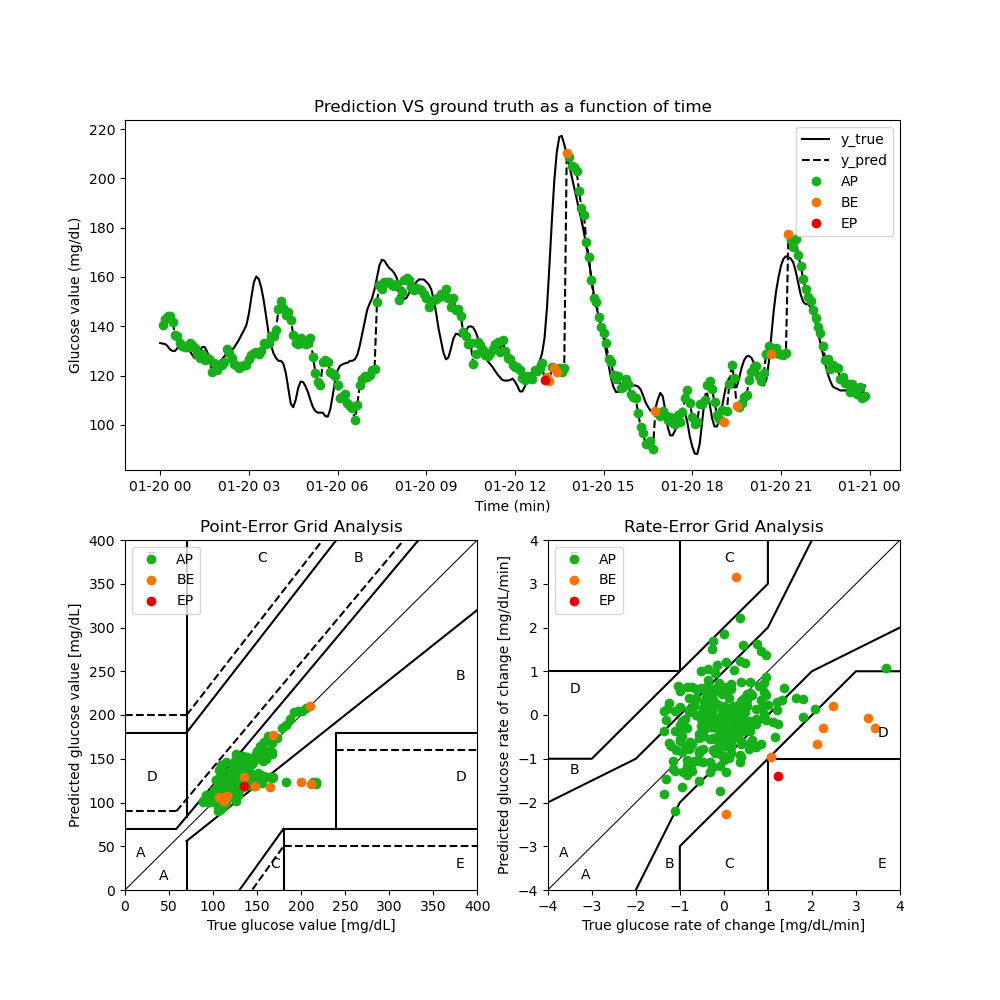 Prediction VS ground truth as a function of time
Glucose value (mg/dL)
220
200
180
160
140
120
100
y_true
y_pred
AP
BE
EP
01-20 00 01-20 03 01-20 06 01-20 09 01-20 12 01-20 15 01-20 18 01-20 21 01-21 00
Time (min)
Point-Error Grid Analysis
Predicted glucose value [mg/dL]
400
350
300
250
200
150
100
50
0
AP
BE
EP
C
B
B
D
D
A
A
C
E
0 50 100 150 200 250 300 350 400
True glucose value [mg/dL]
Rate-Error Grid Analysis
Predicted glucose rate of change [mg/dL/min]
4
3
2
1
0
−1
−2
−3
−4
AP
BE
EP
C
D
D
B
A
A
B
C
E
−4 −3 −2 −1 0 1 2 3 4
True glucose rate of change [mg/dL/min]